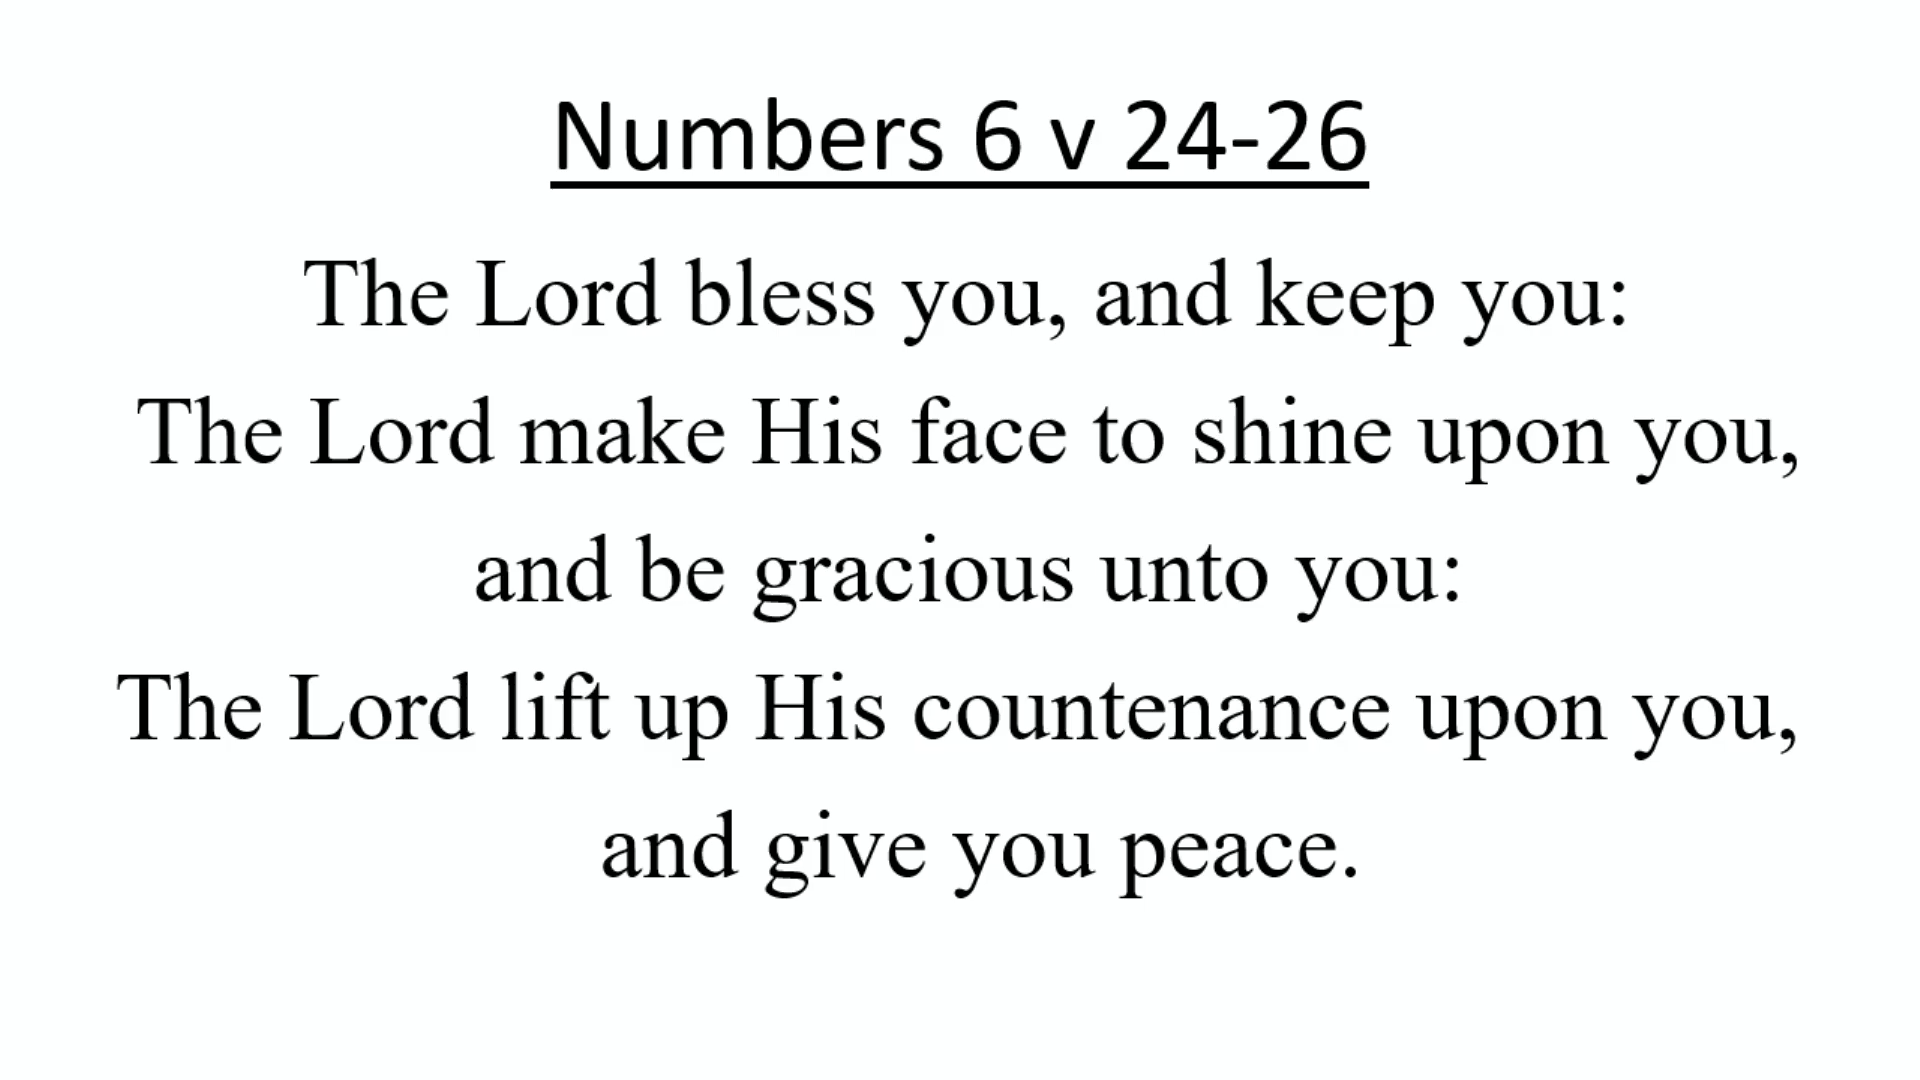 Numbers 6 v 24-26
The Lord bless you, and keep you:
The Lord make His face to shine upon you,
and be gracious unto you:
The Lord lift up His countenance upon you,
and give you peace.